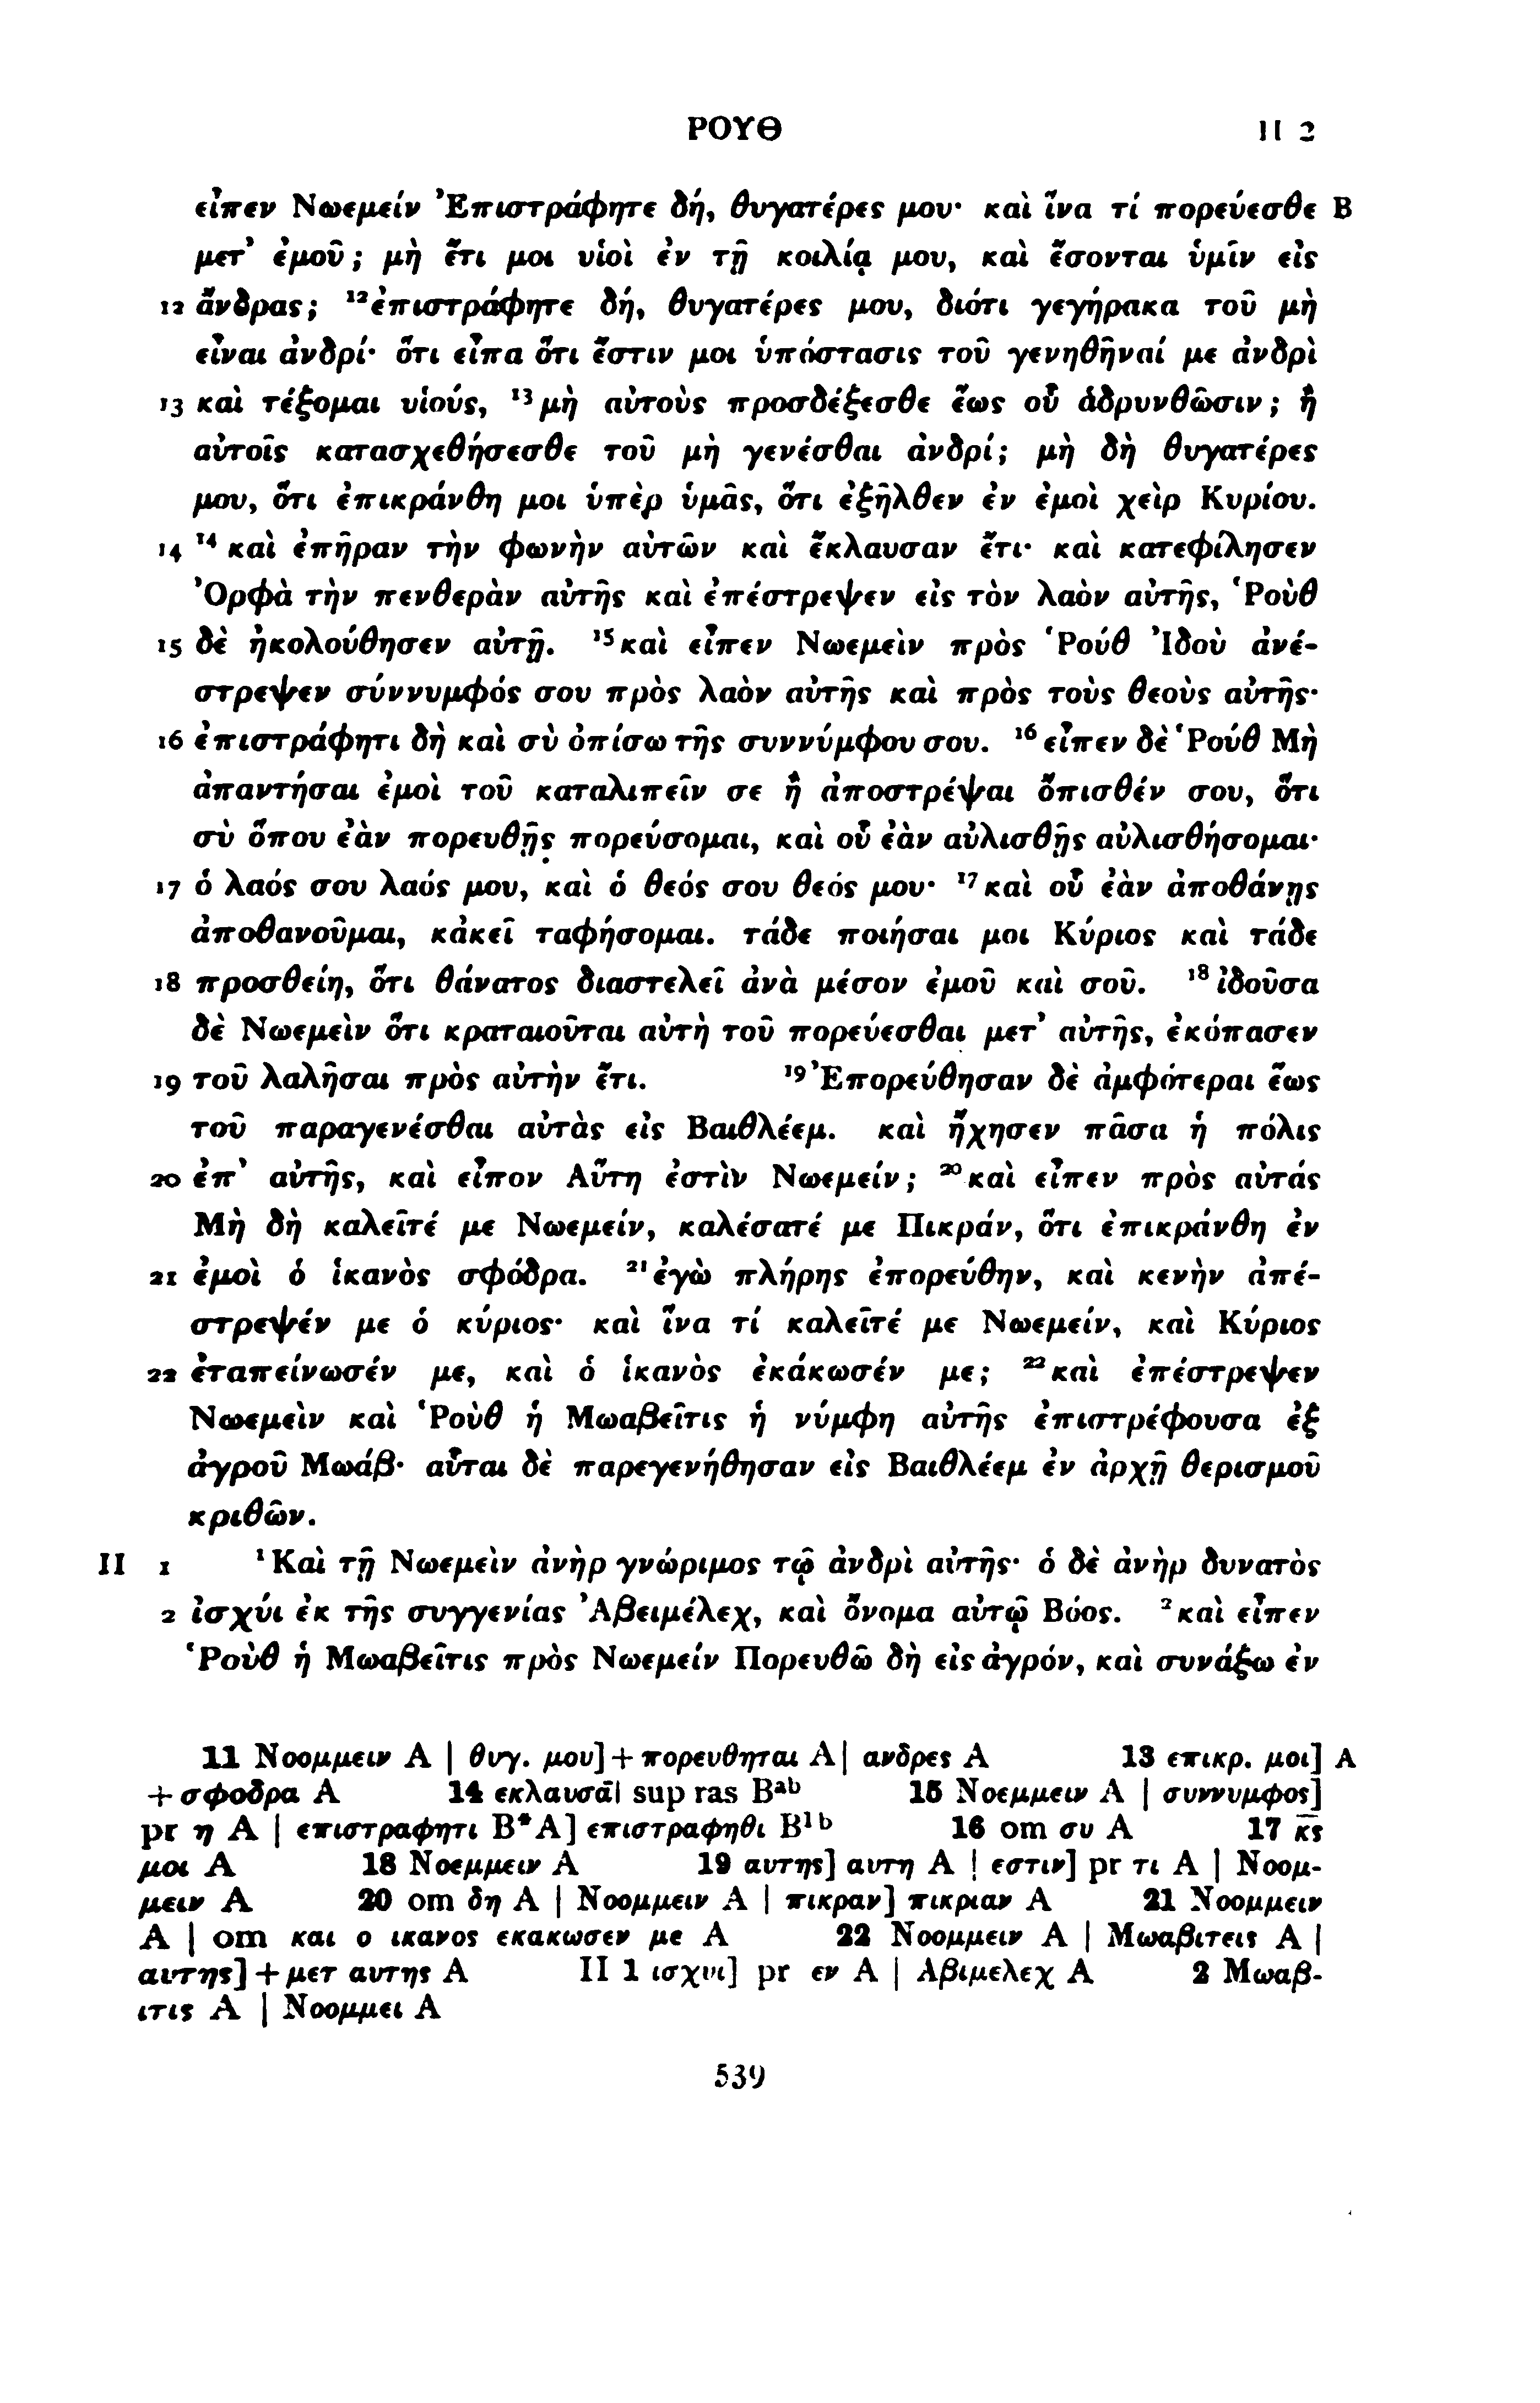 ΡΟΥΘ II 2
εἶπεν Νωεμείν Ἐπιστράφητε δή, θυγατέρες μου· καὶ ἵνα τί πορεύεσθε B
μετ᾽ ἐμοῦ; μὴ ἔτι μοι υἱοὶ ἐν τῇ κοιλίᾳ μου, καὶ ἔσονται ὑμῖν εἰς
12 ἄνδρας; ¹²ἐπιστράφητε δή, θυγατέρες μου, διότι γεγήρακα τοῦ μὴ
εἶναι ἀνδρί· ὅτι εἶπα ὅτι ἔστιν μοι ὑπόστασις τοῦ γενηθῆναί με ἀνδρὶ
13 καὶ τέξομαι υἱούς, ¹³μὴ αὐτοὺς προσδέξεσθε ἕως οὗ ἁδρυνθῶσιν; ἢ
αὐτοῖς κατασχεθήσεσθε τοῦ μὴ γενέσθαι ἀνδρί; μὴ δὴ θυγατέρες
μου, ὅτι ἐπικράνθη μοι ὑπὲρ ὑμᾶς, ὅτι ἐξῆλθεν ἐν ἐμοὶ χεὶρ Κυρίου.
14 ¹⁴καὶ ἐπῆραν τὴν φωνὴν αὐτῶν καὶ ἔκλαυσαν ἔτι· καὶ κατεφίλησεν
Ὀρφὰ τὴν πενθερὰν αὐτῆς καὶ ἐπέστρεψεν εἰς τὸν λαὸν αὐτῆς, Ῥοὺθ
15 δὲ ἠκολούθησεν αὐτῇ. ¹⁵καὶ εἶπεν Νωεμεὶν πρὸς Ῥούθ Ἰδοὺ ἀνέ-
στρεψεν σύννυμφός σου πρὸς λαὸν αὐτῆς καὶ πρὸς τοὺς θεοὺς αὐτῆς·
16 ἐπιστράφητι δὴ καὶ σὺ ὀπίσω τῆς συννύμφου σου. ¹⁶εἶπεν δὲ Ῥούθ Μὴ
ἀπαντήσαι ἐμοὶ τοῦ καταλιπεῖν σε ἢ ἀποστρέψαι ὄπισθέν σου, ὅτι
σὺ ὅπου ἐὰν πορευθῇς πορεύσομαι, καὶ οὗ ἐὰν αὐλισθῇς αὐλισθήσομαι·
17 ὁ λαός σου λαός μου, καὶ ὁ θεός σου θεός μου· ¹⁷καὶ οὗ ἐὰν ἀποθάνῃς
ἀποθανοῦμαι, κἀκεῖ ταφήσομαι. τάδε ποιήσαι μοι Κύριος καὶ τάδε
18 προσθείη, ὅτι θάνατος διαστελεῖ ἀνὰ μέσον ἐμοῦ καὶ σοῦ. ¹⁸ἰδοῦσα
δὲ Νωεμεὶν ὅτι κραταιοῦται αὐτὴ τοῦ πορεύεσθαι μετ᾽ αὐτῆς, ἐκόπασεν
19 τοῦ λαλῆσαι πρὸς αὐτὴν ἔτι. ¹⁹Ἐπορεύθησαν δὲ ἀμφότεραι ἕως
τοῦ παραγενέσθαι αὐτὰς εἰς Βαιθλέεμ. καὶ ἤχησεν πᾶσα ἡ πόλις
20 ἐπ᾽ αὐτῆς, καὶ εἶπον Αὕτη ἐστὶν Νωεμείν; ²⁰καὶ εἶπεν πρὸς αὐτάς
Μὴ δὴ καλεῖτέ με Νωεμείν, καλέσατέ με Πικράν, ὅτι ἐπικράνθη ἐν
21 ἐμοὶ ὁ ἱκανὸς σφόδρα. ²¹ἐγὼ πλήρης ἐπορεύθην, καὶ κενὴν ἀπέ-
στρεψέν με ὁ κύριος· καὶ ἵνα τί καλεῖτέ με Νωεμείν, καὶ Κύριος
22 ἐταπείνωσέν με, καὶ ὁ ἱκανὸς ἐκάκωσέν με; ²²καὶ ἐπέστρεψεν
Νωεμεὶν καὶ Ῥοὺθ ἡ Μωαβεῖτις ἡ νύμφη αὐτῆς ἐπιστρέφουσα ἐξ
ἀγροῦ Μωάβ· αὗται δὲ παρεγενήθησαν εἰς Βαιθλέεμ ἐν ἀρχῇ θερισμοῦ
κριθῶν.
II 1 ¹Καὶ τῇ Νωεμεὶν ἀνὴρ γνώριμος τῷ ἀνδρὶ αὐτῆς· ὁ δὲ ἀνὴρ δυνατὸς
2 ἰσχύι ἐκ τῆς συγγενίας Ἀβειμέλεχ, καὶ ὄνομα αὐτῷ Βόος. ²καὶ εἶπεν
Ῥοὺθ ἡ Μωαβεῖτις πρὸς Νωεμείν Πορευθῶ δὴ εἰς ἀγρόν, καὶ συνάξω ἐν
11 Νοομμειν A | θυγ. μου]+πορευθηται A | ανδρες A 13 επικρ. μοι] A
+σφοδρα A 14 εκλαυσᾱ| sup ras Bᵃᵇ 15 Νοεμμειν A | συννυμφος]
pr η A | επιστραφητι B*A] επιστραφηθι B¹ᵇ 16 om συ A 17 κ̅ς̅
μοι A 18 Νοεμμειν A 19 αυτης] αυτη A | εστιν] pr τι A | Νοομ-
μειν A 20 om δη A | Νοομμειν A | πικραν] πικριαν A 21 Νοομμειν
A | om και ο ικανος εκακωσεν με A 22 Νοομμειν A | Μωαβιτεις A |
αυτης]+μετ αυτης A II 1 ισχυι] pr εν A | Αβιμελεχ A 2 Μωαβ-
ιτις A | Νοομμει A
539